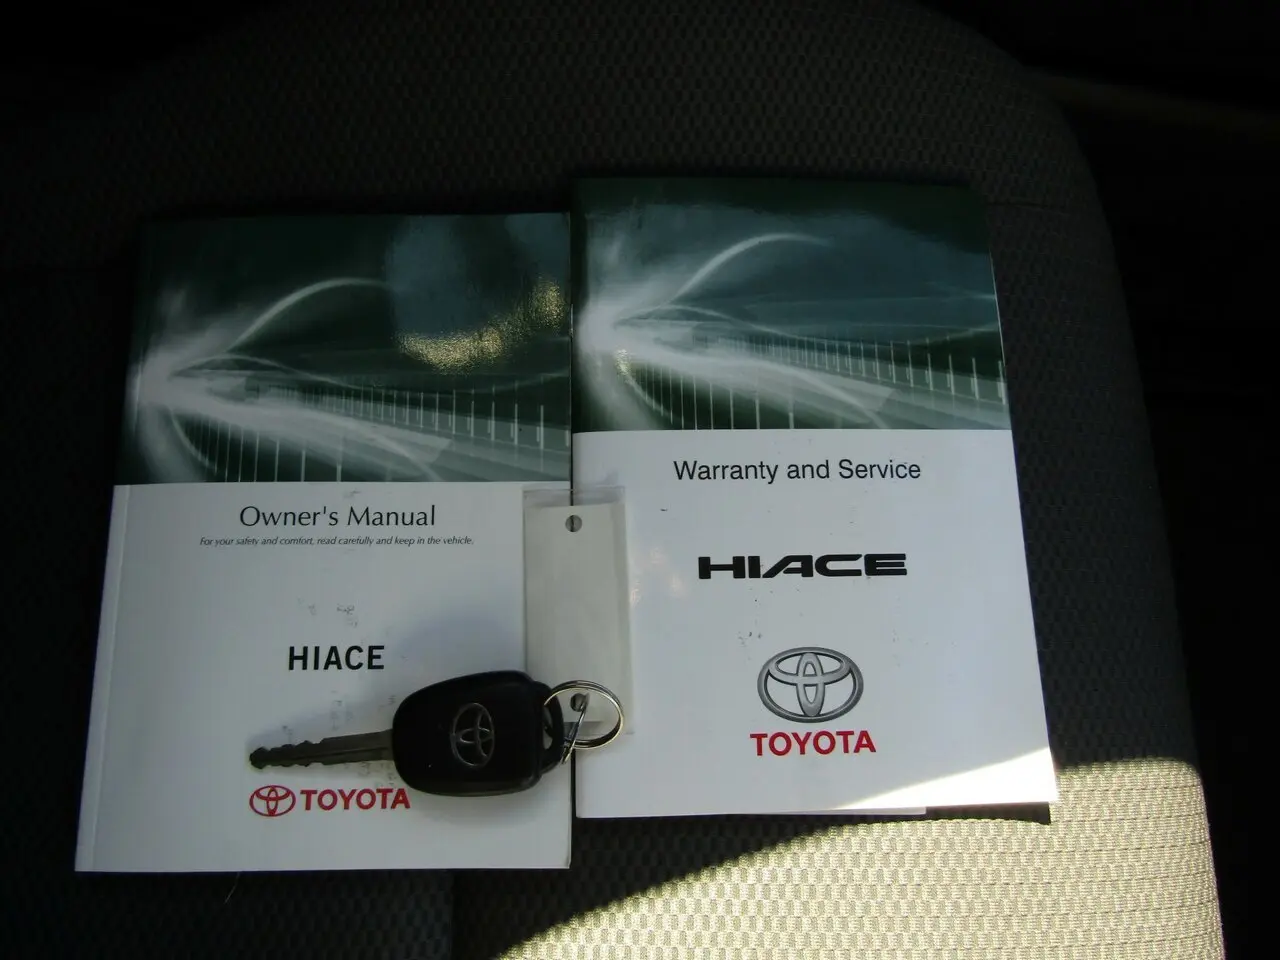 Owner's Manual
For your safety and comfort, read carefully and keep in the vehicle.
HIACE
TOYOTA
Warranty and Service
HIACE
TOYOTA